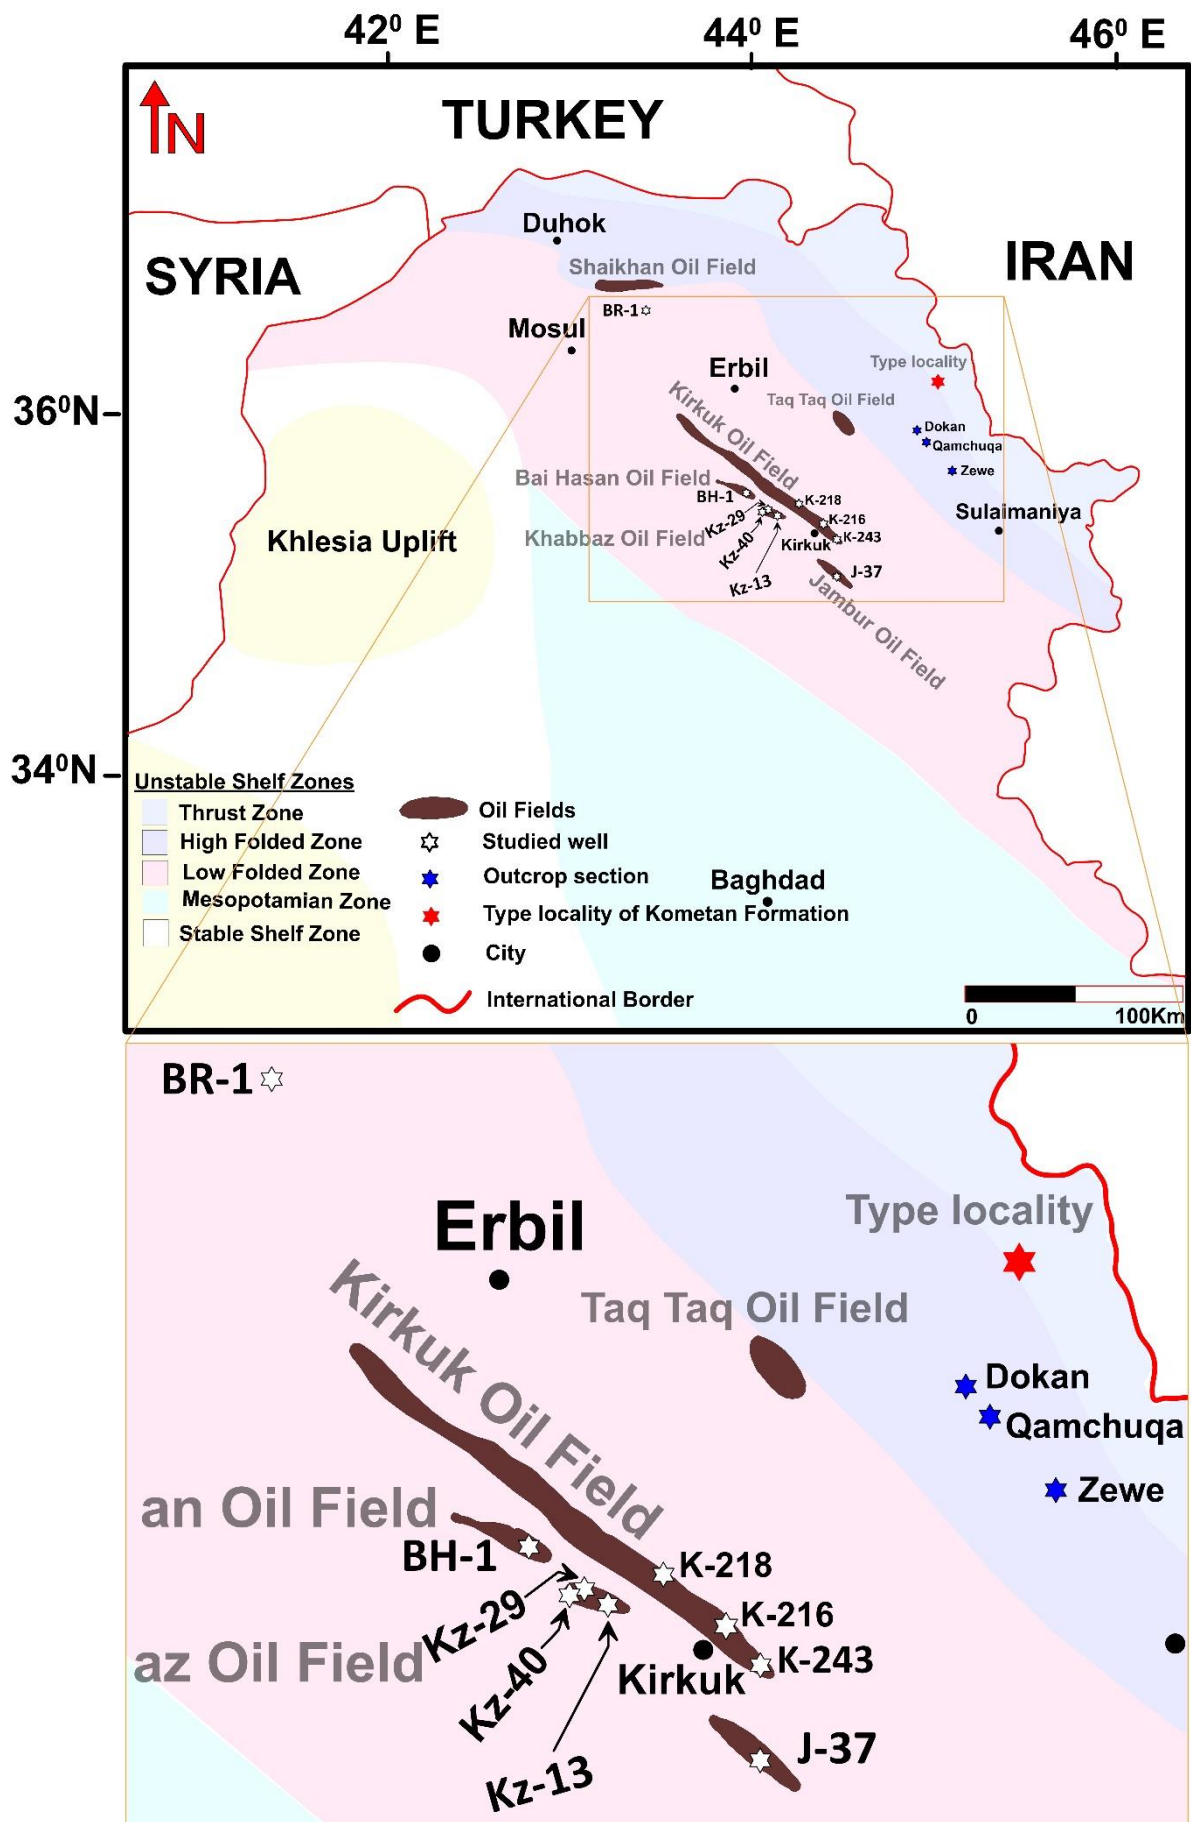 42⁰ E
44⁰ E
46⁰ E
N
TURKEY
Duhok
SYRIA
Shaikhan Oil Field
IRAN
BR-1
Mosul
Erbil
Type locality
36⁰N
Kirkuk Oil Field
Taq Taq Oil Field
Dokan
Qamchuqa
Zewe
Bai Hasan Oil Field
BH-1
K-218
Sulaimaniya
Kz-29
K-216
Khlesia Uplift
Khabbaz Oil Field
Kz-40
Kirkuk
K-243
Kz-13
J-37
Jambur Oil Field
34⁰N
Unstable Shelf Zones
Thrust Zone
High Folded Zone
Low Folded Zone
Mesopotamian Zone
Stable Shelf Zone
Oil Fields
Studied well
Outcrop section
Type locality of Kometan Formation
City
International Border
Baghdad
0
100Km
BR-1
Erbil
Type locality
Kirkuk Oil Field
Taq Taq Oil Field
Dokan
Qamchuqa
Zewe
an Oil Field
BH-1
K-218
Kz-29
K-216
az Oil Field
Kz-40
Kirkuk
K-243
Kz-13
J-37